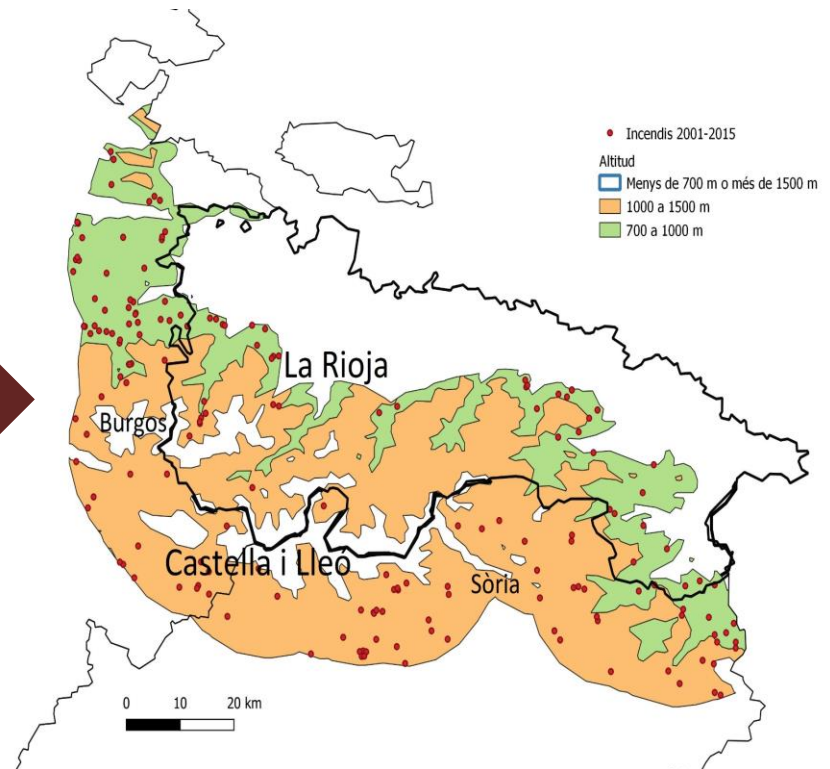 Incendis 2001-2015
Altitud
Menys de 700 m o més de 1500 m
1000 a 1500 m
700 a 1000 m
La Rioja
Burgos
Castella i Lleó
Sòria
0 10 20 km